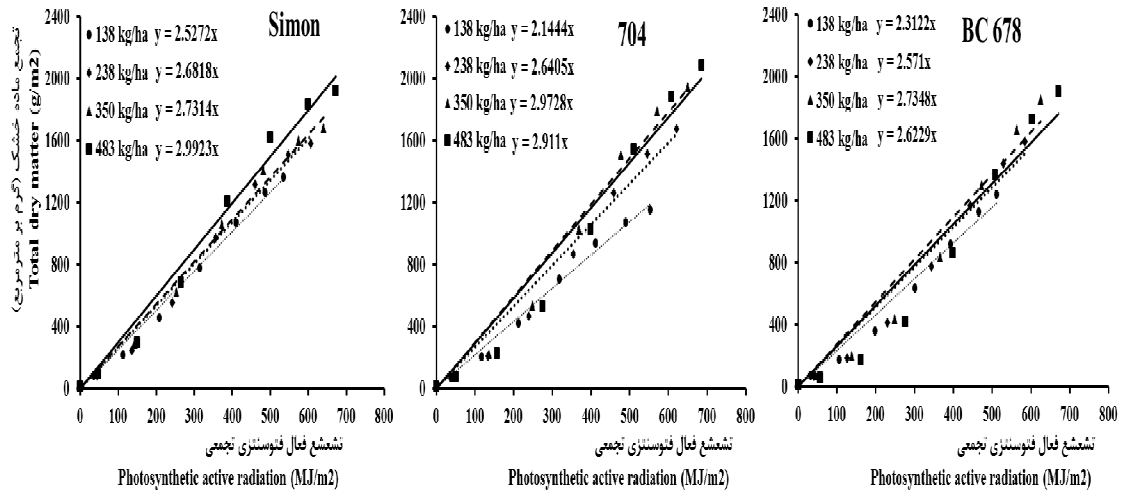 تجمع ماده خشک (گرم بر مترمربع)
Total dry matter (g/m2)
Simon
2400
2000
1600
1200
800
400
0
138 kg/ha y = 2.5272x
238 kg/ha y = 2.6818x
350 kg/ha y = 2.7314x
483 kg/ha y = 2.9923x
0 100 200 300 400 500 600 700 800
تشعشع فعال فتوسنتزی تجمعی
Photosynthetic active radiation (MJ/m2)
704
2400
2000
1600
1200
800
400
0
138 kg/ha y = 2.1444x
238 kg/ha y = 2.6405x
350 kg/ha y = 2.9728x
483 kg/ha y = 2.911x
0 100 200 300 400 500 600 700 800
تشعشع فعال فتوسنتزی تجمعی
Photosynthetic active radiation (MJ/m2)
BC 678
2400
2000
1600
1200
800
400
0
138 kg/ha y = 2.3122x
238 kg/ha y = 2.571x
350 kg/ha y = 2.7348x
483 kg/ha y = 2.6229x
0 100 200 300 400 500 600 700 800
تشعشع فعال فتوسنتزی تجمعی
Photosynthetic active radiation (MJ/m2)